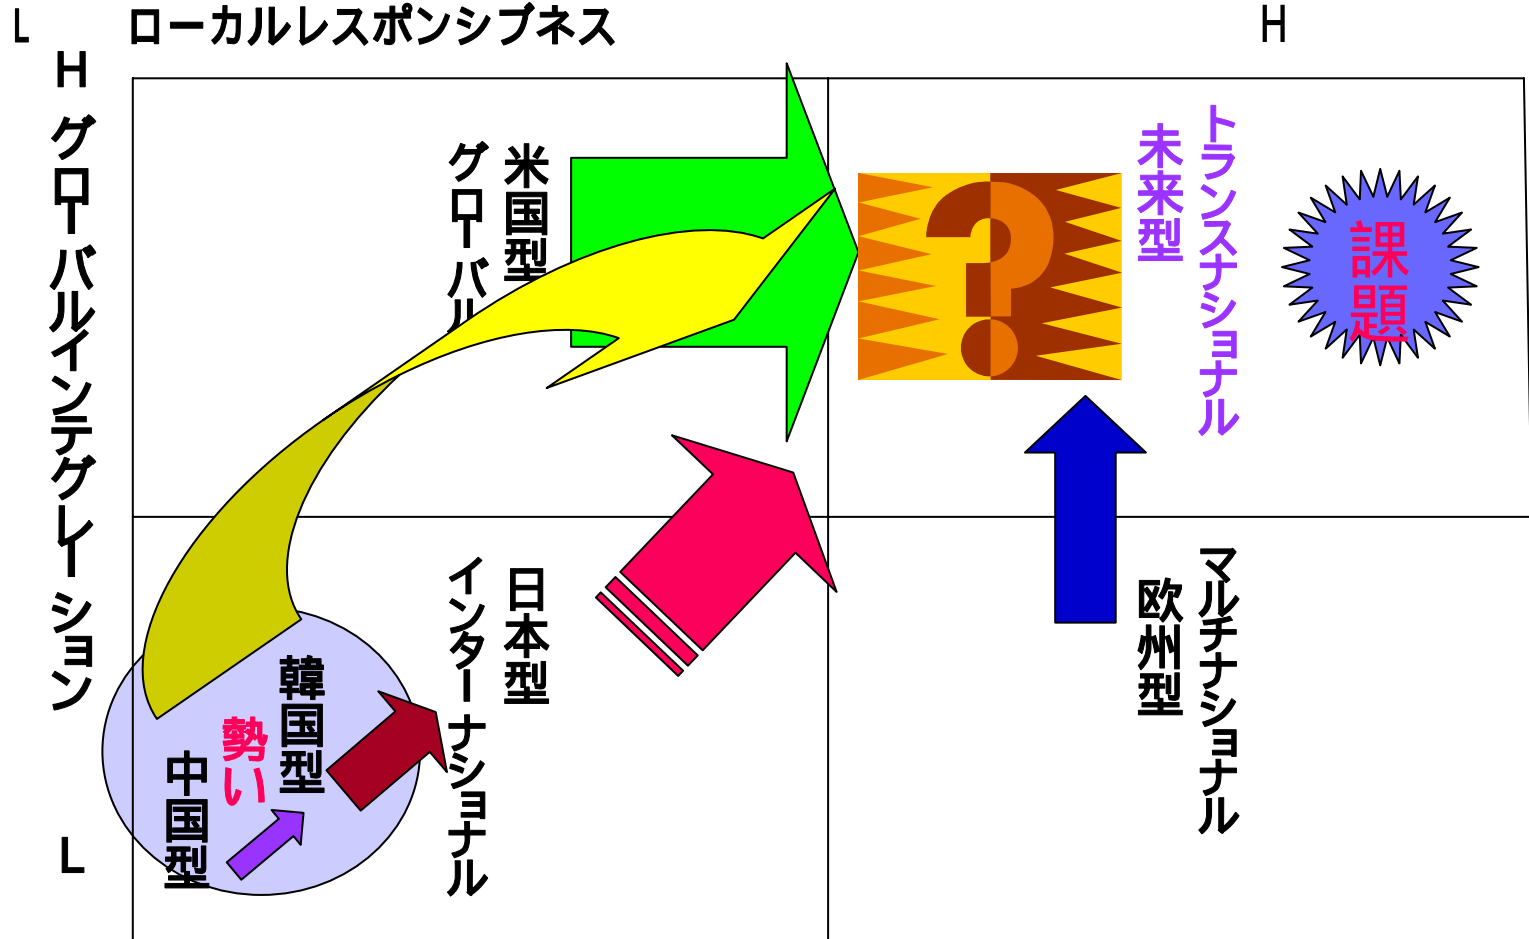 L
ローカルレスポンシブネス
H
H
グローバルインテグレーション
L
米国型
グローバル
トランスナショナル
未来型
?
課題
日本型
インターナショナル
マルチナショナル
欧州型
韓国型
勢い
中国型